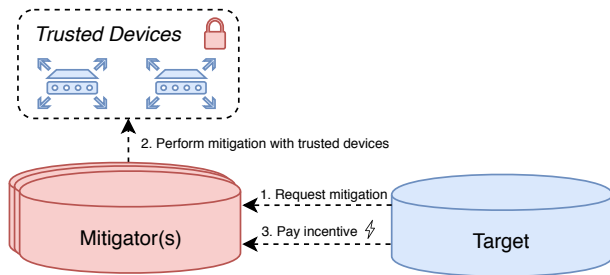 Trusted Devices
2. Perform mitigation with trusted devices
1. Request mitigation
3. Pay incentive
Mitigator(s)
Target